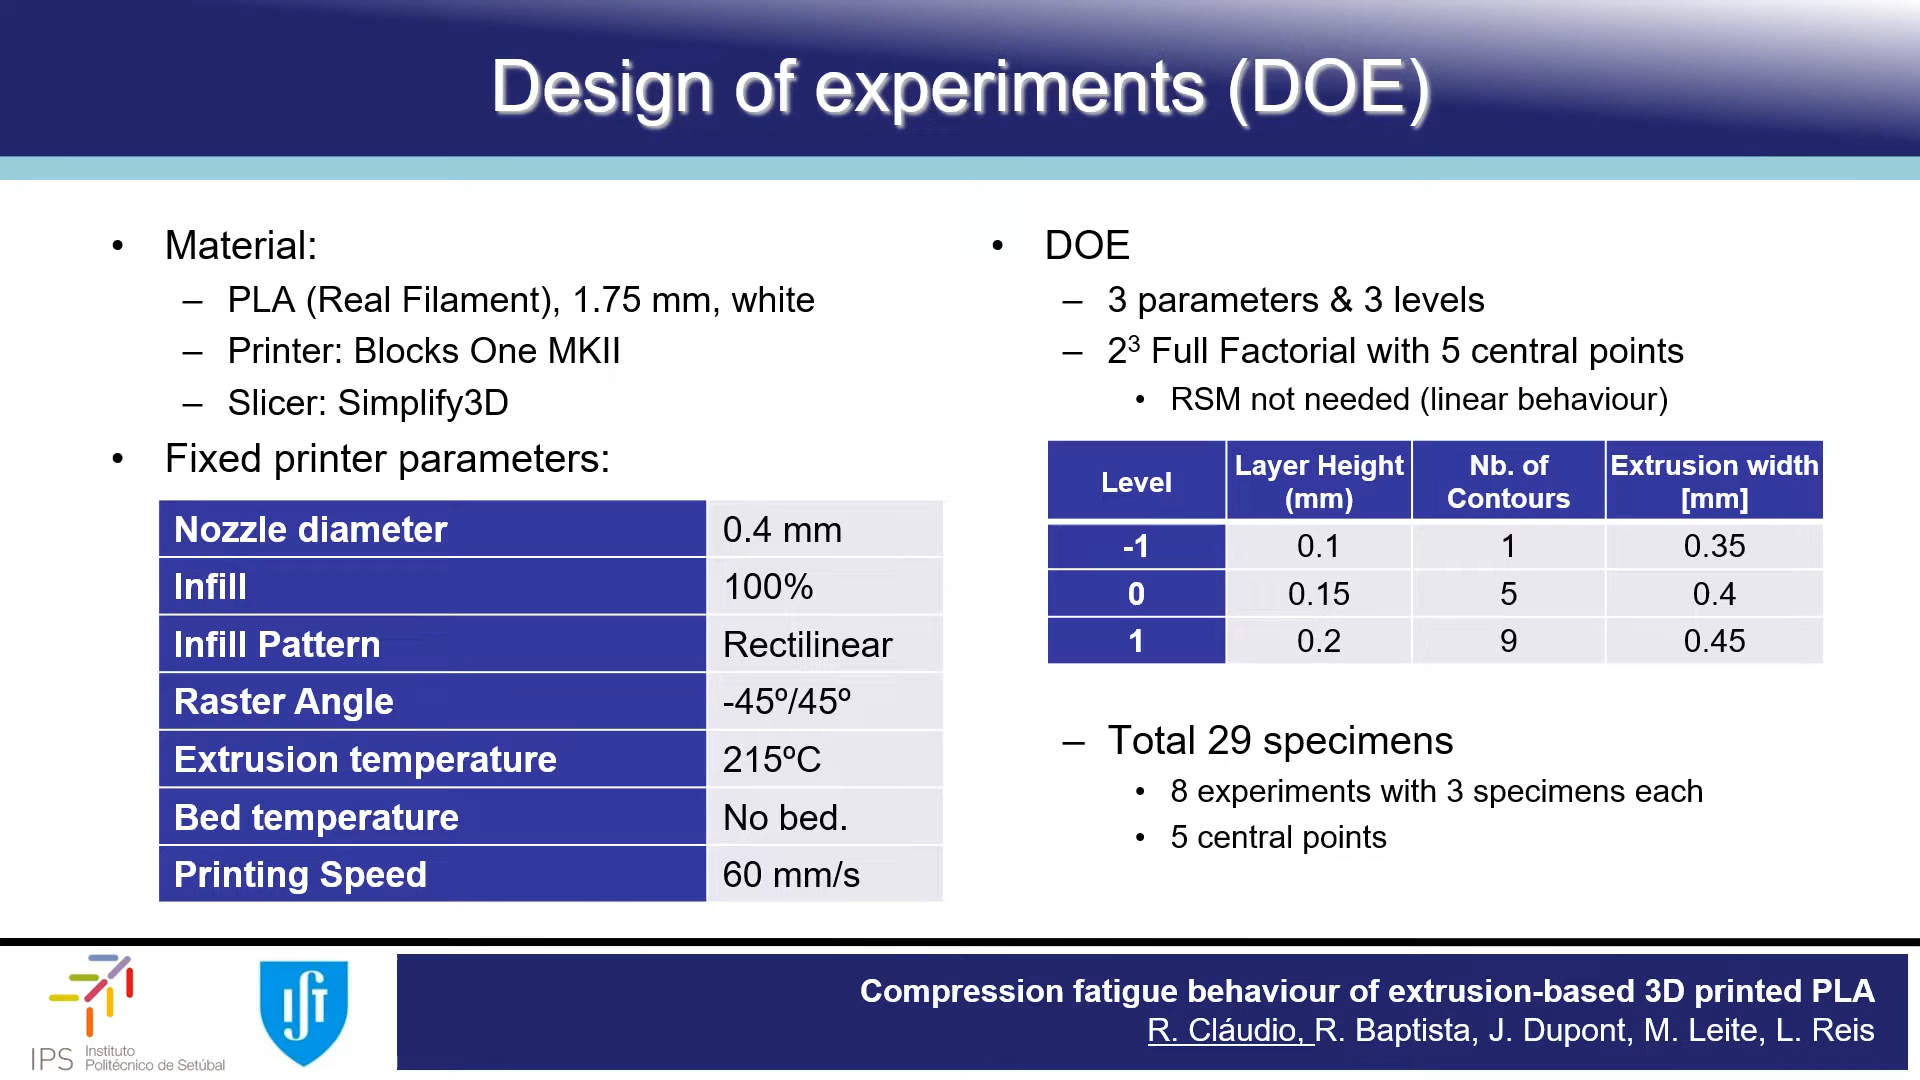 Design of experiments (DOE)
• Material:
– PLA (Real Filament), 1.75 mm, white
– Printer: Blocks One MKII
– Slicer: Simplify3D
• Fixed printer parameters:
Nozzle diameter 0.4 mm
Infill 100%
Infill Pattern Rectilinear
Raster Angle -45º/45º
Extrusion temperature 215ºC
Bed temperature No bed.
Printing Speed 60 mm/s
• DOE
– 3 parameters & 3 levels
– 2³ Full Factorial with 5 central points
• RSM not needed (linear behaviour)
Level Layer Height (mm) Nb. of Contours Extrusion width [mm]
-1 0.1 1 0.35
0 0.15 5 0.4
1 0.2 9 0.45
– Total 29 specimens
• 8 experiments with 3 specimens each
• 5 central points
IPS Instituto
Politécnico de Setúbal
Compression fatigue behaviour of extrusion-based 3D printed PLA
R. Cláudio, R. Baptista, J. Dupont, M. Leite, L. Reis